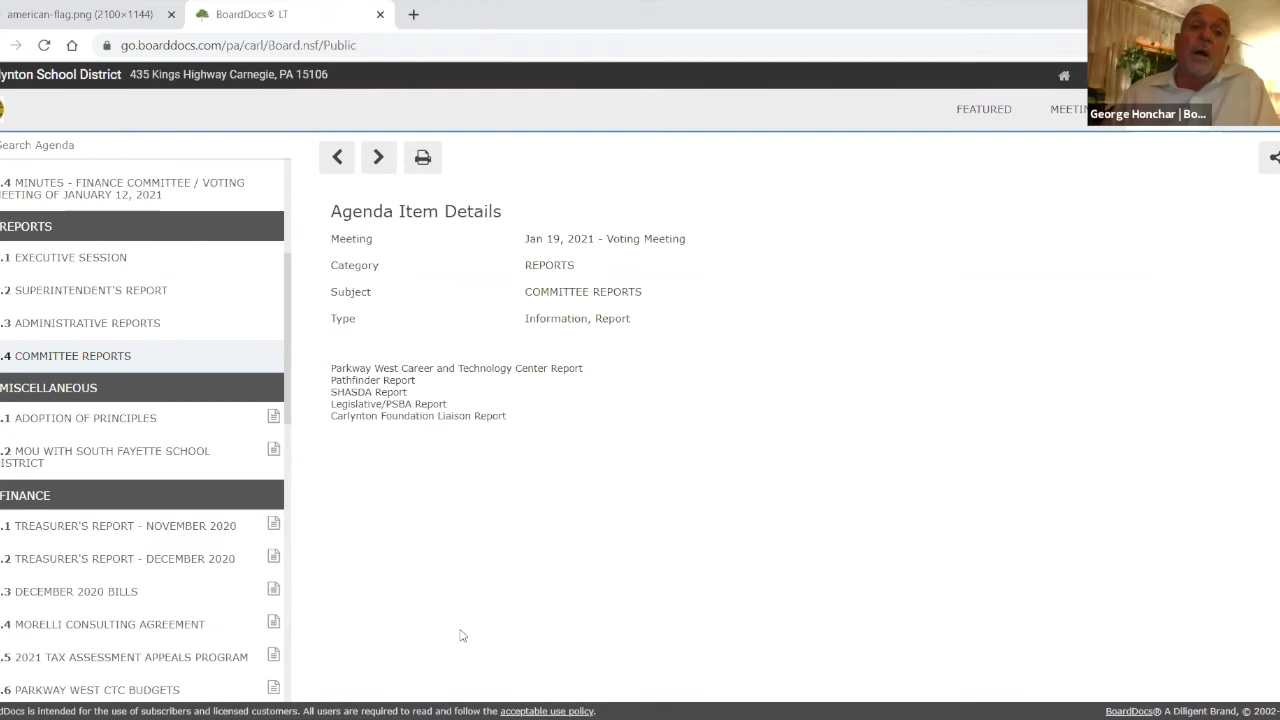 american-flag.png (2100×1144)
BoardDocs® LT
go.boarddocs.com/pa/carl/Board.nsf/Public
lynton School District 435 Kings Highway Carnegie, PA 15106
FEATURED
MEETIN
George Honchar | Bo...
Search Agenda
.4 MINUTES - FINANCE COMMITTEE / VOTING
MEETING OF JANUARY 12, 2021
REPORTS
.1 EXECUTIVE SESSION
.2 SUPERINTENDENT'S REPORT
.3 ADMINISTRATIVE REPORTS
.4 COMMITTEE REPORTS
MISCELLANEOUS
.1 ADOPTION OF PRINCIPLES
.2 MOU WITH SOUTH FAYETTE SCHOOL
DISTRICT
FINANCE
.1 TREASURER'S REPORT - NOVEMBER 2020
.2 TREASURER'S REPORT - DECEMBER 2020
.3 DECEMBER 2020 BILLS
.4 MORELLI CONSULTING AGREEMENT
.5 2021 TAX ASSESSMENT APPEALS PROGRAM
.6 PARKWAY WEST CTC BUDGETS
Agenda Item Details
Meeting Jan 19, 2021 - Voting Meeting
Category REPORTS
Subject COMMITTEE REPORTS
Type Information, Report
Parkway West Career and Technology Center Report
Pathfinder Report
SHASDA Report
Legislative/PSBA Report
Carlynton Foundation Liaison Report
ardDocs is intended for the use of subscribers and licensed customers. All users are required to read and follow the acceptable use policy.
BoardDocs® A Diligent Brand, © 2002-